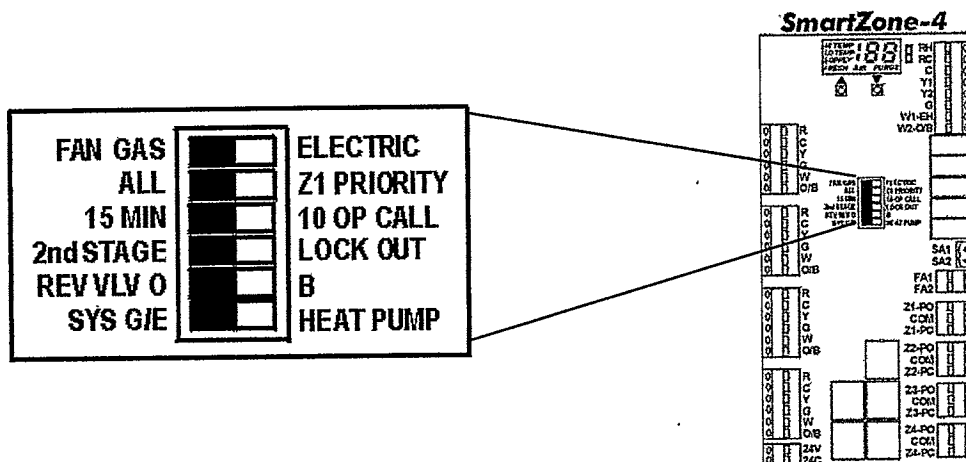 SmartZone-4
188
RH
RC
C
Y1
Y2
G
W1-EH
W2-O/B
FAN GAS ELECTRIC
ALL Z1 PRIORITY
15 MIN 10 OP CALL
2nd STAGE LOCK OUT
REV VLV O B
SYS G/E HEAT PUMP
R
C
Y
G
W
O/B
R
C
Y
G
W
O/B
R
C
Y
G
W
O/B
R
C
Y
G
W
O/B
24V
24C
SA1
SA2
FA1
FA2
Z1-PO
COM
Z1-PC
Z2-PO
COM
Z2-PC
Z3-PO
COM
Z3-PC
Z4-PO
COM
Z4-PC